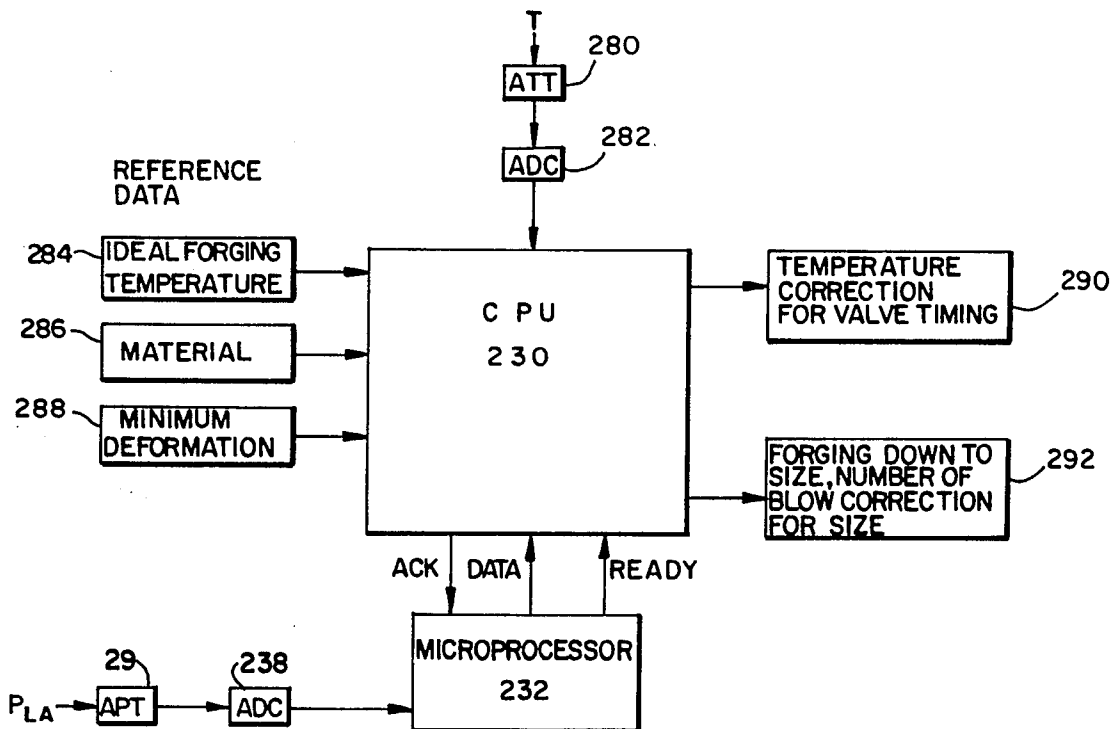 T
280
ATT
282
ADC
REFERENCE
DATA
284
IDEAL FORGING
TEMPERATURE
286
MATERIAL
288
MINIMUM
DEFORMATION
CPU
230
TEMPERATURE
CORRECTION
FOR VALVE TIMING
290
FORGING DOWN TO
SIZE, NUMBER OF
BLOW CORRECTION
FOR SIZE
292
ACK DATA READY
MICROPROCESSOR
232
PLA
29
APT
238
ADC